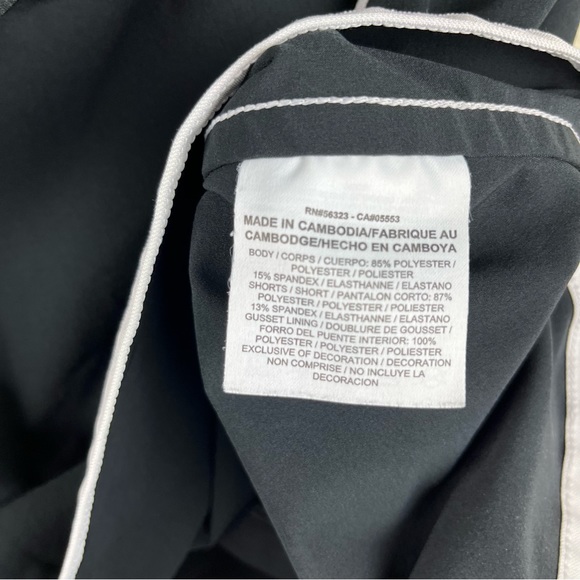 RN#56323 - CA#05553
MADE IN CAMBODIA/FABRIQUE AU
CAMBODGE/HECHO EN CAMBOYA
BODY / CORPS / CUERPO: 85% POLYESTER /
POLYESTER / POLIESTER
15% SPANDEX / ELASTHANNE / ELASTANO
SHORTS / SHORT / PANTALON CORTO: 87%
POLYESTER / POLYESTER / POLIESTER
13% SPANDEX / ELASTHANNE / ELASTANO
GUSSET LINING / DOUBLURE DE GOUSSET /
FORRO DEL PUENTE INTERIOR: 100%
POLYESTER / POLYESTER / POLIESTER
EXCLUSIVE OF DECORATION / DECORATION
NON COMPRISE / NO INCLUYE LA
DECORACION